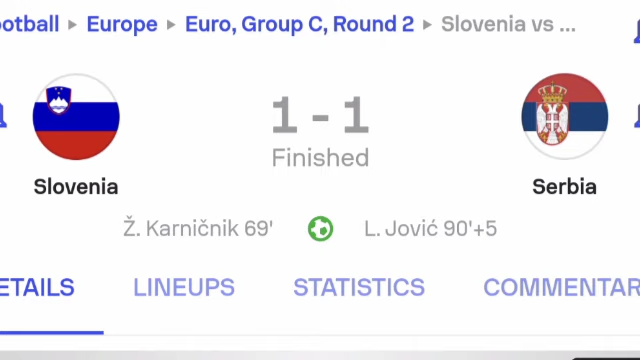 ootball ▸ Europe ▸ Euro, Group C, Round 2 ▸ Slovenia vs ...
1 - 1
Finished
Slovenia
Serbia
Ž. Karničnik 69' L. Jović 90'+5
ETAILS LINEUPS STATISTICS COMMENTAR